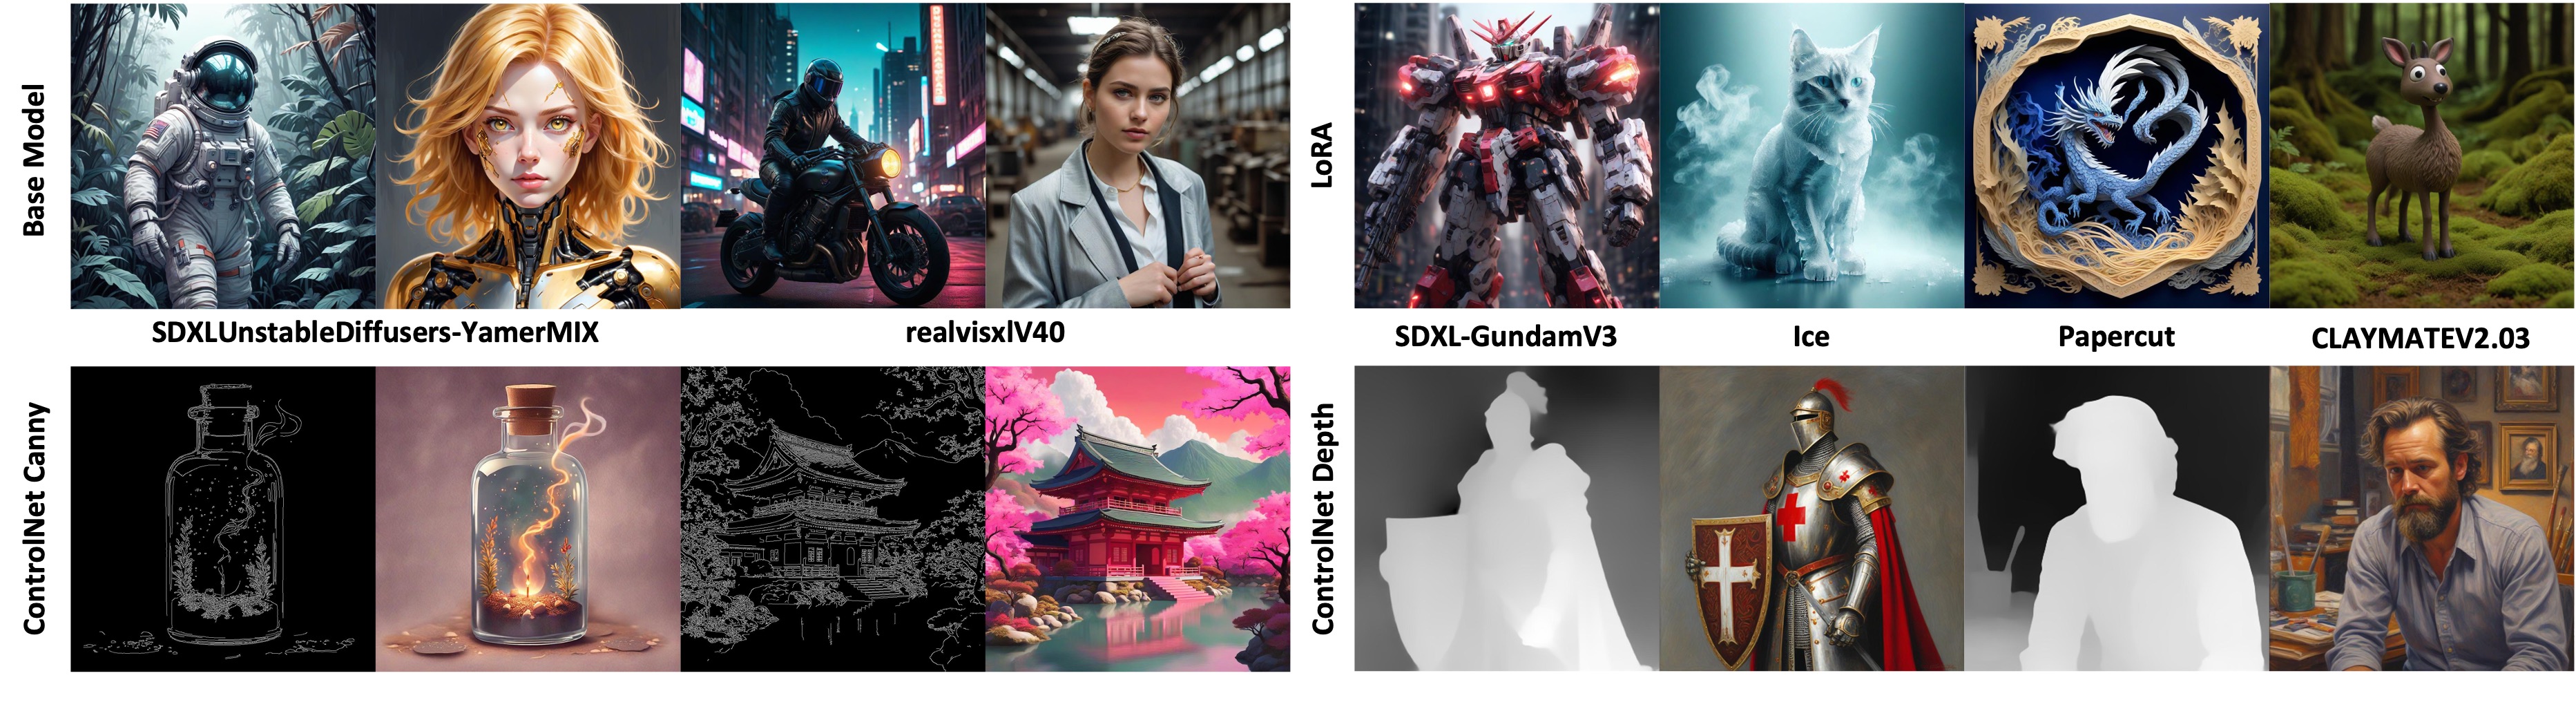 Base Model
SDXLUnstableDiffusers-YamerMIX
realvisxlV40
LoRA
SDXL-GundamV3
Ice
Papercut
CLAYMATEV2.03
ControlNet Canny
ControlNet Depth